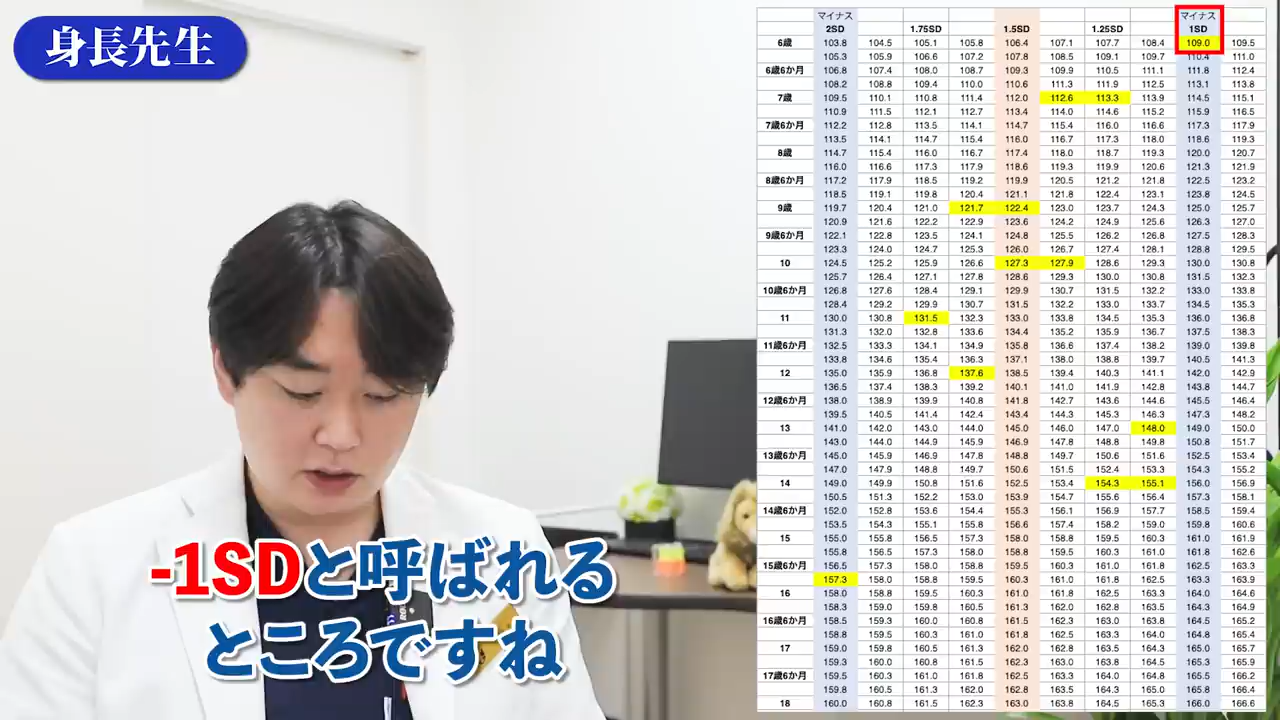 身長先生
マイナス マイナス
2SD 1.75SD 1.5SD 1.25SD 1SD
6歳 103.8 104.5 105.1 105.8 106.4 107.1 107.7 108.4 109.0 109.5
105.3 105.9 106.6 107.2 107.8 108.5 109.1 109.7 110.4 111.0
6歳6か月 106.8 107.4 108.0 108.7 109.3 109.9 110.5 111.1 111.8 112.4
108.2 108.8 109.4 110.0 110.6 111.3 111.9 112.5 113.1 113.8
7歳 109.5 110.1 110.8 111.4 112.0 112.6 113.3 113.9 114.5 115.1
110.9 111.5 112.1 112.7 113.4 114.0 114.6 115.2 115.9 116.5
7歳6か月 112.2 112.8 113.5 114.1 114.7 115.4 116.0 116.6 117.3 117.9
113.5 114.1 114.7 115.4 116.0 116.7 117.3 118.0 118.6 119.3
8歳 114.7 115.4 116.0 116.7 117.4 118.0 118.7 119.3 120.0 120.7
116.0 116.6 117.3 117.9 118.6 119.3 119.9 120.6 121.3 121.9
8歳6か月 117.2 117.9 118.5 119.2 119.9 120.5 121.2 121.8 122.5 123.2
118.5 119.1 119.8 120.4 121.1 121.8 122.4 123.1 123.8 124.5
9歳 119.7 120.4 121.0 121.7 122.4 123.0 123.7 124.3 125.0 125.7
120.9 121.6 122.2 122.9 123.6 124.2 124.9 125.6 126.3 127.0
9歳6か月 122.1 122.8 123.5 124.1 124.8 125.5 126.2 126.8 127.5 128.3
123.3 124.0 124.7 125.3 126.0 126.7 127.4 128.1 128.8 129.5
10 124.5 125.2 125.9 126.6 127.3 127.9 128.6 129.3 130.0 130.8
125.7 126.4 127.1 127.8 128.6 129.3 130.0 130.8 131.5 132.3
10歳6か月 126.8 127.6 128.4 129.1 129.9 130.7 131.5 132.2 133.0 133.8
128.4 129.2 129.9 130.7 131.5 132.2 133.0 133.7 134.5 135.3
11 130.0 130.8 131.5 132.3 133.0 133.8 134.5 135.3 136.0 136.8
131.3 132.0 132.8 133.6 134.4 135.2 135.9 136.7 137.5 138.3
11歳6か月 132.5 133.3 134.1 134.9 135.8 136.6 137.4 138.2 139.0 139.8
133.8 134.6 135.4 136.3 137.1 138.0 138.8 139.7 140.5 141.3
12 135.0 135.9 136.8 137.6 138.5 139.4 140.3 141.1 142.0 142.9
136.5 137.4 138.3 139.2 140.1 141.0 141.9 142.8 143.8 144.7
12歳6か月 138.0 138.9 139.9 140.8 141.8 142.7 143.6 144.6 145.5 146.4
139.5 140.5 141.4 142.4 143.4 144.3 145.3 146.3 147.3 148.2
13 141.0 142.0 143.0 144.0 145.0 146.0 147.0 148.0 149.0 150.0
143.0 144.0 144.9 145.9 146.9 147.8 148.8 149.8 150.8 151.7
13歳6か月 145.0 145.9 146.9 147.8 148.8 149.7 150.6 151.6 152.5 153.4
147.0 147.9 148.8 149.7 150.6 151.5 152.4 153.3 154.3 155.2
14 149.0 149.9 150.8 151.6 152.5 153.4 154.3 155.1 156.0 156.9
150.5 151.3 152.2 153.0 153.9 154.7 155.6 156.4 157.3 158.1
14歳6か月 152.0 152.8 153.6 154.4 155.3 156.1 156.9 157.7 158.5 159.4
153.5 154.3 155.1 155.8 156.6 157.4 158.2 159.0 159.8 160.6
15 155.0 155.8 156.5 157.3 158.0 158.8 159.5 160.3 161.0 161.9
155.8 156.5 157.3 158.0 158.8 159.5 160.3 161.0 161.8 162.6
15歳6か月 156.5 157.3 158.0 158.8 159.5 160.3 161.0 161.8 162.5 163.3
157.3 158.0 158.8 159.5 160.3 161.0 161.8 162.5 163.3 163.9
16 158.0 158.8 159.5 160.3 161.0 161.8 162.5 163.3 164.0 164.6
158.3 159.0 159.8 160.5 161.3 162.0 162.8 163.5 164.3 164.9
16歳6か月 158.5 159.3 160.0 160.8 161.5 162.3 163.0 163.8 164.5 165.2
158.8 159.5 160.3 161.0 161.8 162.5 163.3 164.0 164.8 165.4
17 159.0 159.8 160.5 161.3 162.0 162.8 163.5 164.3 165.0 165.7
159.3 160.0 160.8 161.5 162.3 163.0 163.8 164.5 165.3 165.9
17歳6か月 159.5 160.3 161.0 161.8 162.5 163.3 164.0 164.8 165.5 166.2
159.8 160.5 161.3 162.0 162.8 163.5 164.3 165.0 165.8 166.4
18 160.0 160.8 161.5 162.3 163.0 163.8 164.5 165.3 166.0 166.6
-1SDと呼ばれる
ところですね